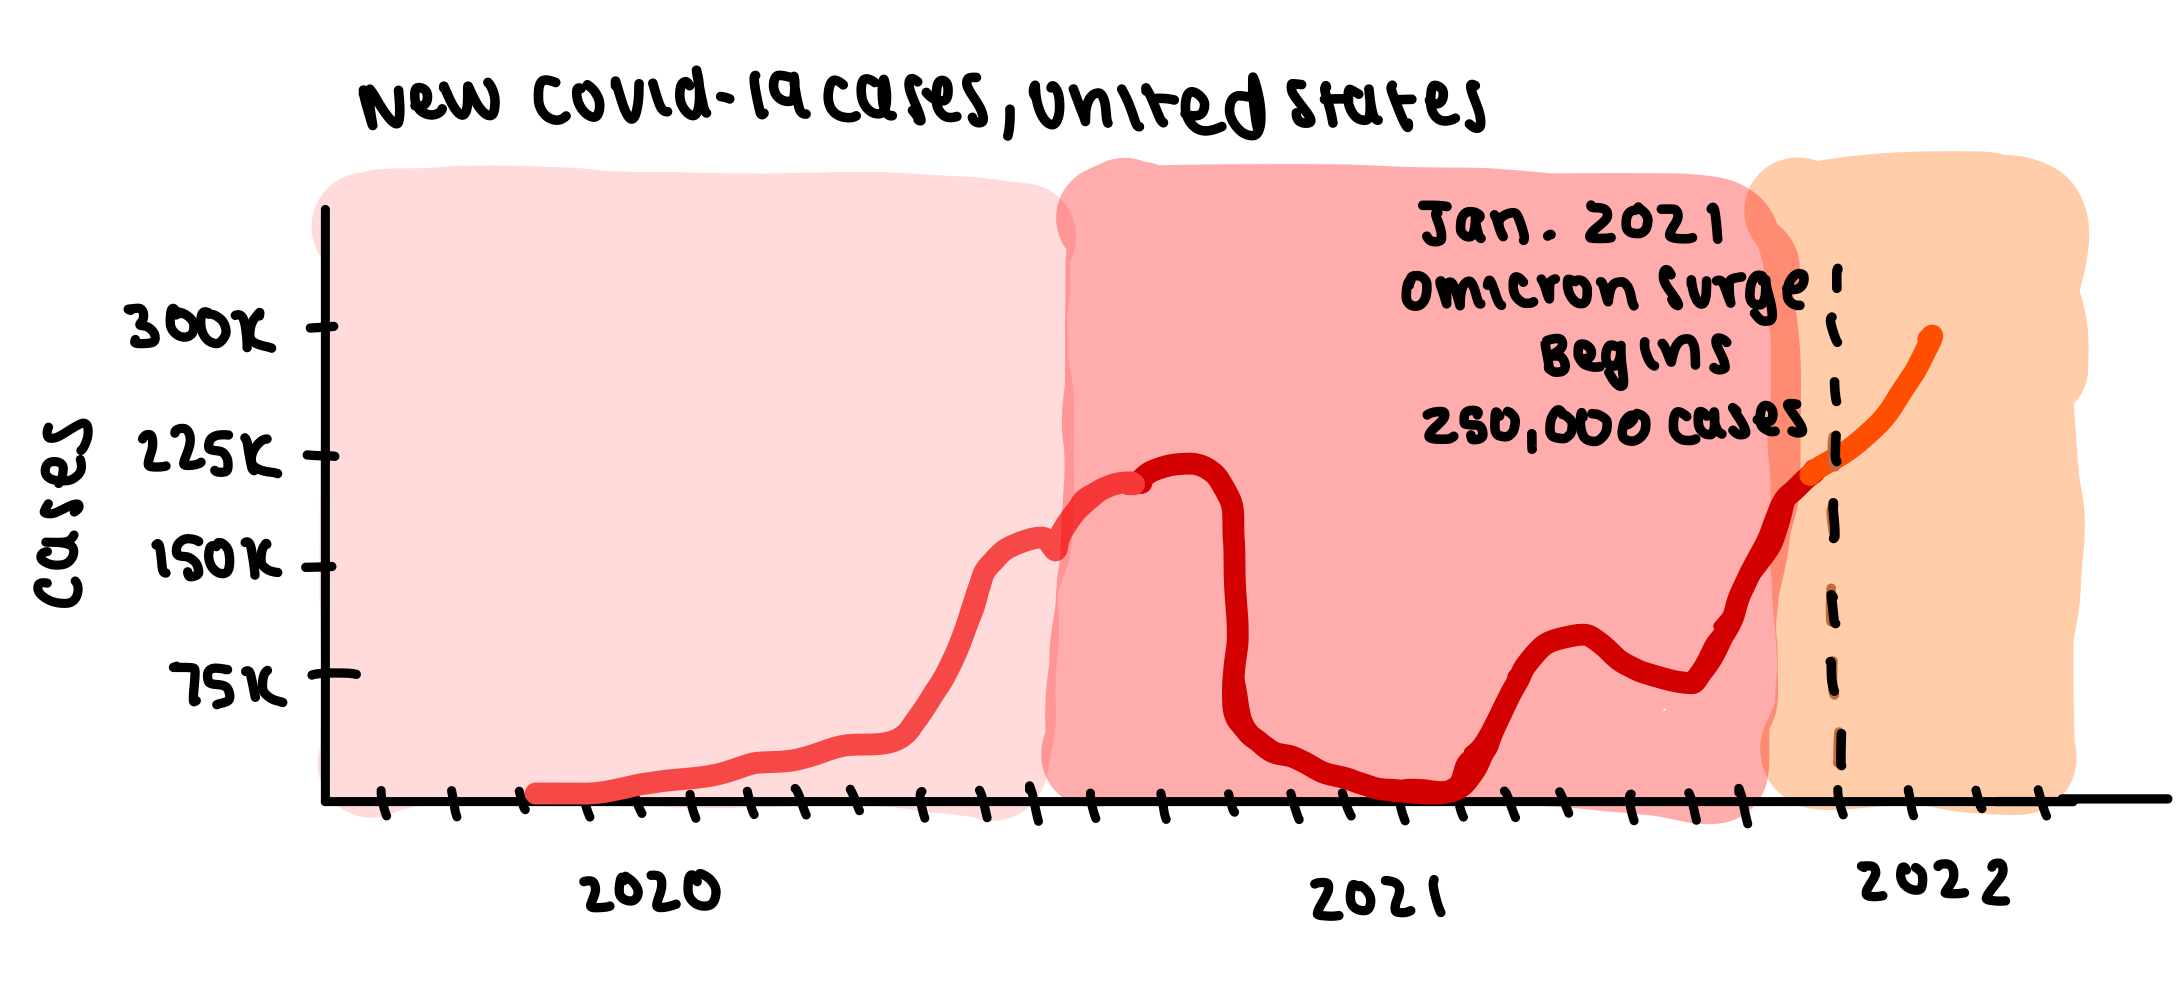 New Covid-19 cases, United States
Jan. 2021
Omicron surge
Begins
250,000 cases
300K
225K
150K
75K
cases
2020
2021
2022